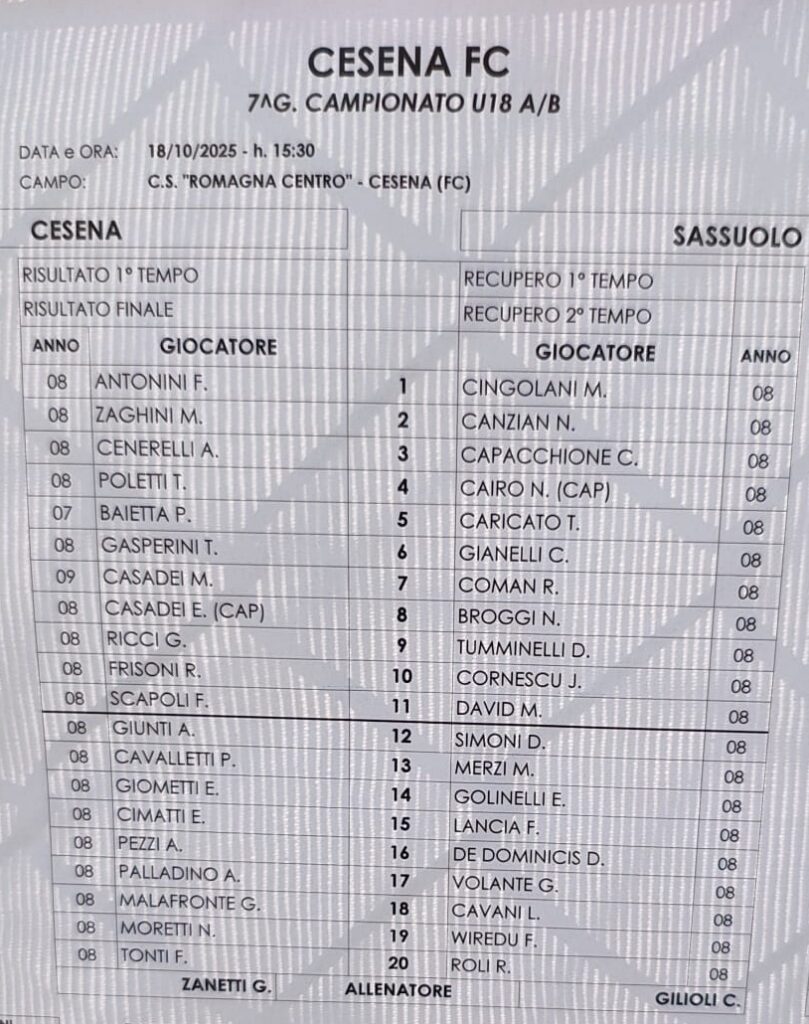 CESENA FC
7^G. CAMPIONATO U18 A/B
DATA e ORA: 18/10/2025 - h. 15:30
CAMPO: C.S. "ROMAGNA CENTRO" - CESENA (FC)
CESENA SASSUOLO
RISULTATO 1° TEMPO RECUPERO 1° TEMPO
RISULTATO FINALE RECUPERO 2° TEMPO
ANNO GIOCATORE GIOCATORE ANNO
08 ANTONINI F. 1 CINGOLANI M. 08
08 ZAGHINI M. 2 CANZIAN N. 08
08 CENERELLI A. 3 CAPACCHIONE C. 08
08 POLETTI T. 4 CAIRO N. (CAP) 08
07 BAIETTA P. 5 CARICATO T. 08
08 GASPERINI T. 6 GIANELLI C. 08
09 CASADEI M. 7 COMAN R. 08
08 CASADEI E. (CAP) 8 BROGGI N. 08
08 RICCI G. 9 TUMMINELLI D. 08
08 FRISONI R. 10 CORNESCU J. 08
08 SCAPOLI F. 11 DAVID M. 08
08 GIUNTI A. 12 SIMONI D. 08
08 CAVALLETTI P. 13 MERZI M. 08
08 GIOMETTI E. 14 GOLINELLI E. 08
08 CIMATTI E. 15 LANCIA F. 08
08 PEZZI A. 16 DE DOMINICIS D. 08
08 PALLADINO A. 17 VOLANTE G. 08
08 MALAFRONTE G. 18 CAVANI L. 08
08 MORETTI N. 19 WIREDU F. 08
08 TONTI F. 20 ROLI R. 08
ZANETTI G. ALLENATORE GILIOLI C.